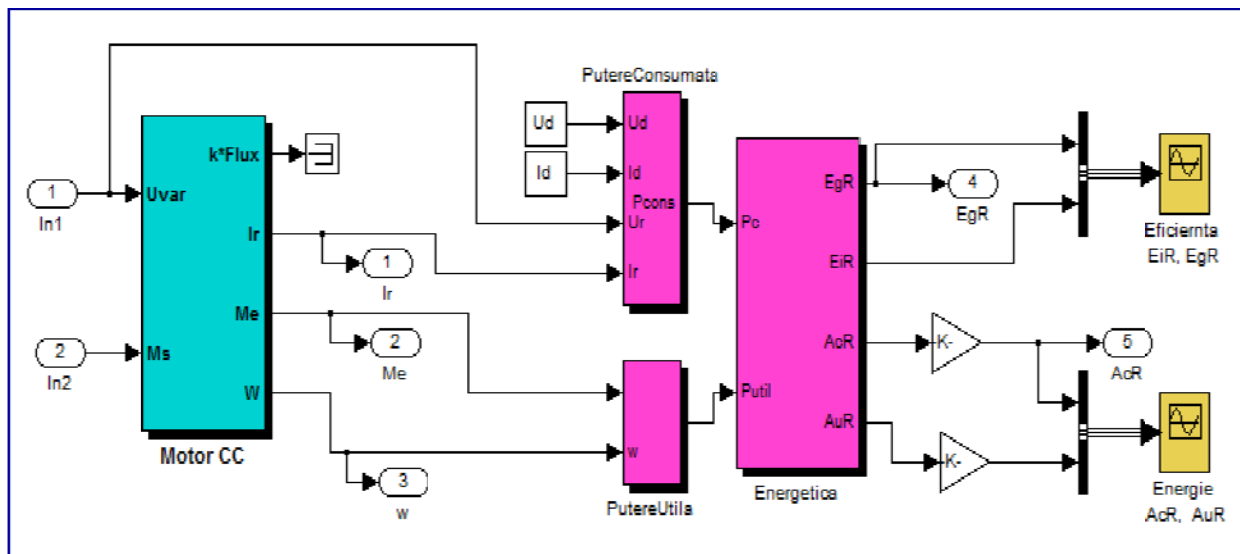 PutereConsumata
Ud
Ud
Id
Id
Pcons
Ur
Ir
k*Flux
Uvar
1
In1
Ir
1
Ir
Me
2
Me
2
In2
Ms
W
3
w
Motor CC
w
PutereUtila
Pc
Putil
EgR
EiR
AcR
AuR
Energetica
4
EgR
K-
K-
5
AcR
Eficiernta
EiR, EgR
Energie
AcR, AuR